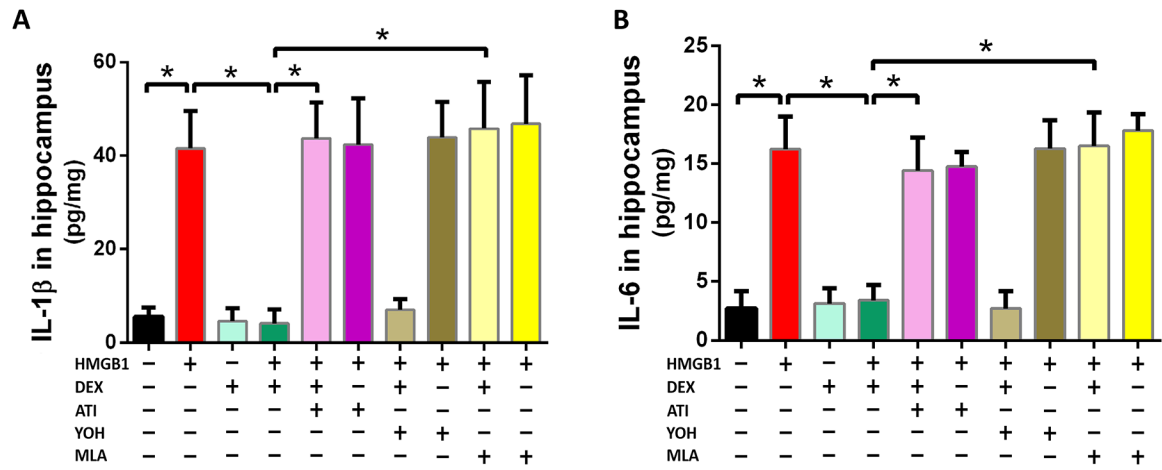 A
IL-1β in hippocampus
(pg/mg)
60
40
20
0
* * * *
HMGB1 – + – + + + + + + +
DEX – – + + + – + – + –
ATI – – – – + + – – – –
YOH – – – – – – + + – –
MLA – – – – – – – – + +
B
IL-6 in hippocampus
(pg/mg)
25
20
15
10
5
0
* * * *
HMGB1 – + – + + + + + + +
DEX – – + + + – + – + –
ATI – – – – + + – – – –
YOH – – – – – – + + – –
MLA – – – – – – – – + +